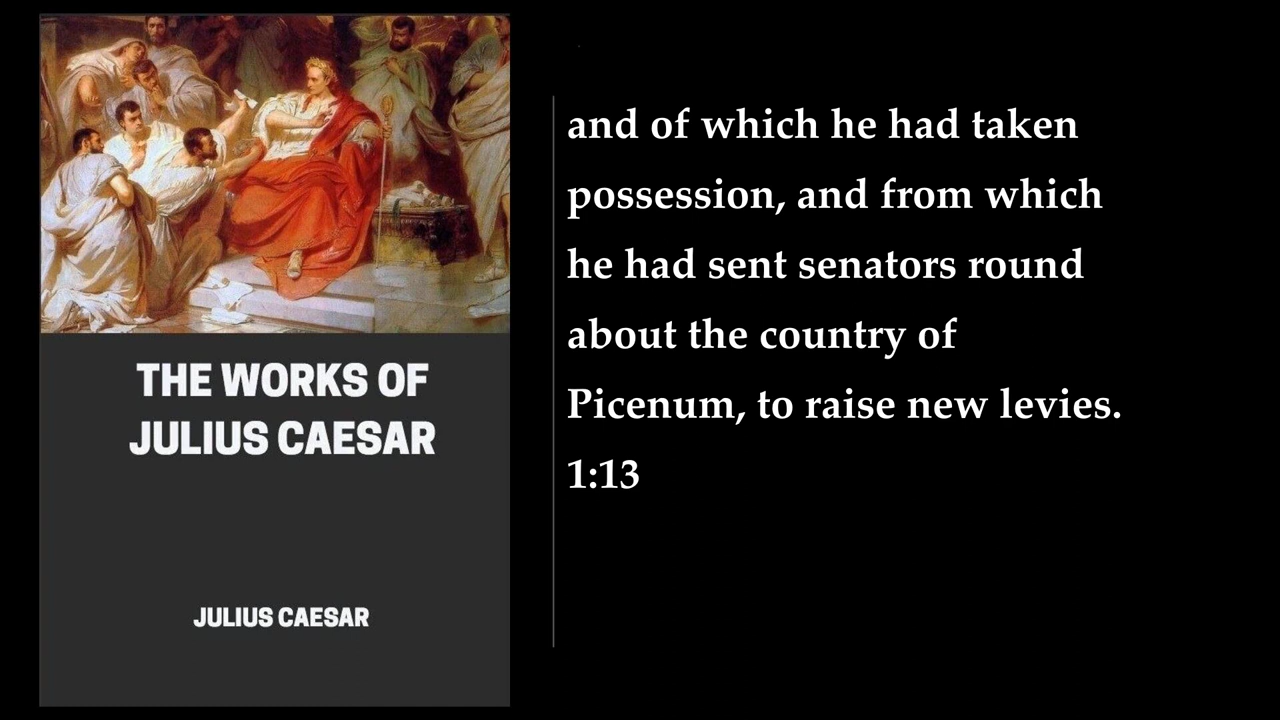 THE WORKS OF
JULIUS CAESAR
JULIUS CAESAR
and of which he had taken
possession, and from which
he had sent senators round
about the country of
Picenum, to raise new levies.
1:13